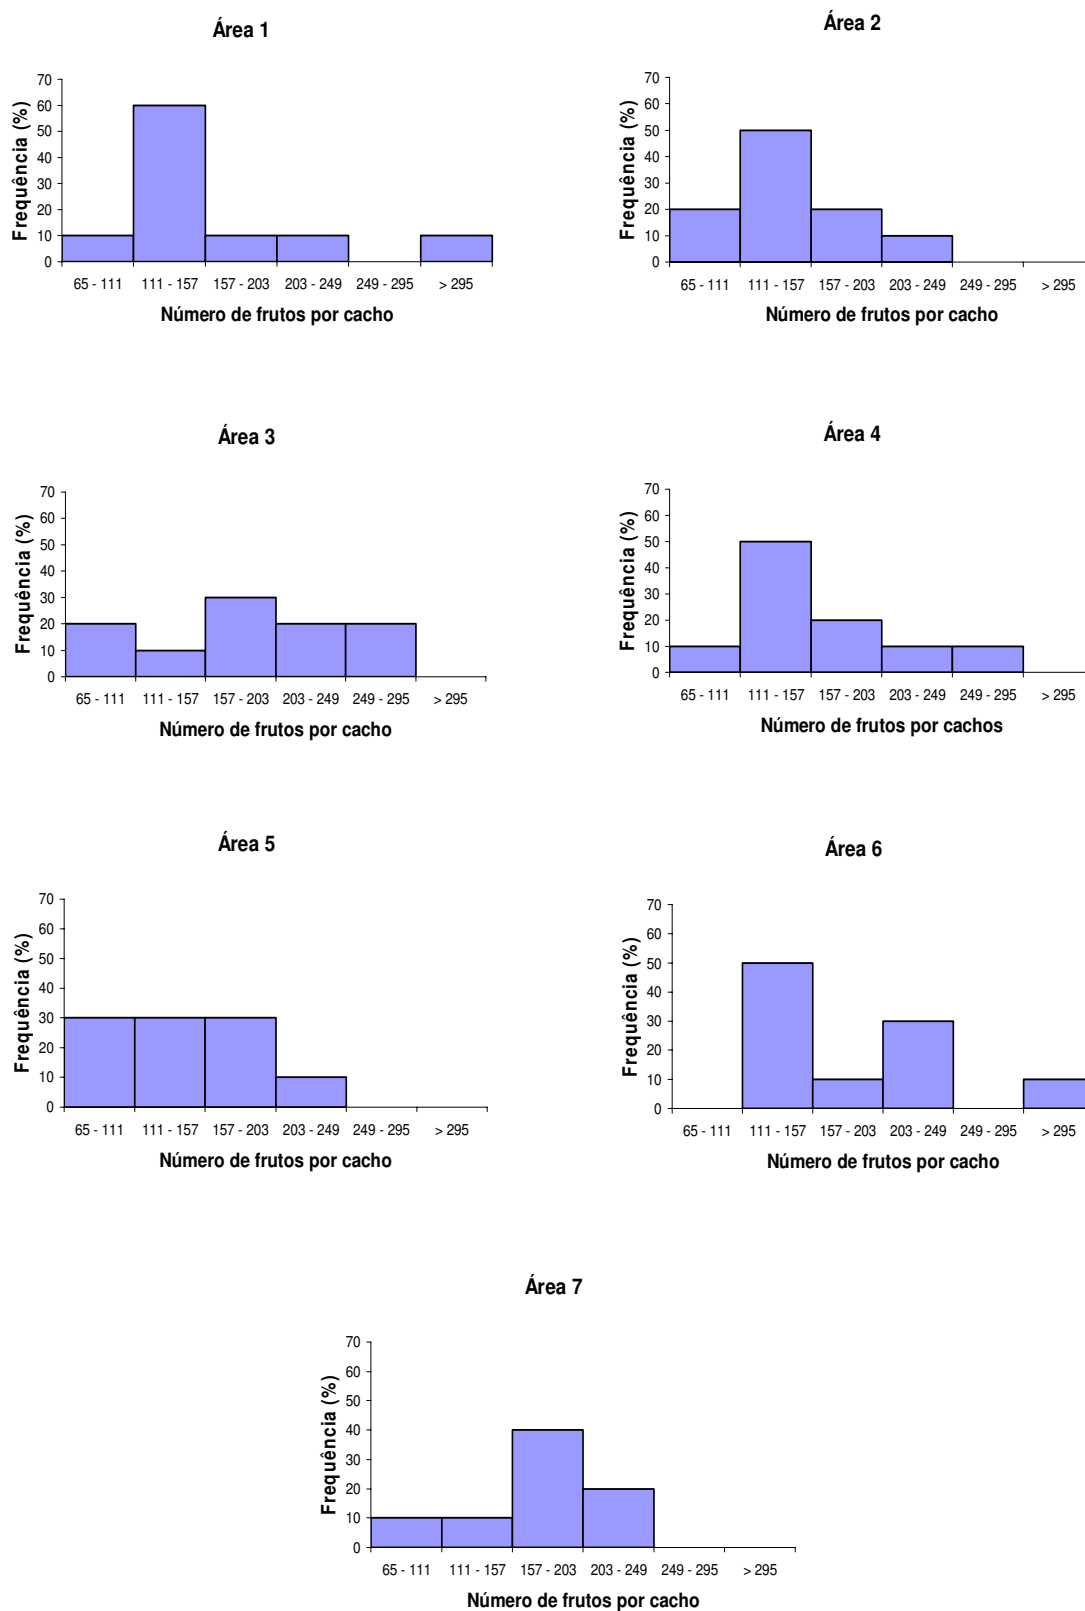 Área 1
Frequência (%)
70
60
50
40
30
20
10
0
65 - 111 111 - 157 157 - 203 203 - 249 249 - 295 > 295
Número de frutos por cacho
Área 2
Frequência (%)
70
60
50
40
30
20
10
0
65 - 111 111 - 157 157 - 203 203 - 249 249 - 295 > 295
Número de frutos por cacho
Área 3
Frequência (%)
70
60
50
40
30
20
10
0
65 - 111 111 - 157 157 - 203 203 - 249 249 - 295 > 295
Número de frutos por cacho
Área 4
Frequência (%)
70
60
50
40
30
20
10
0
65 - 111 111 - 157 157 - 203 203 - 249 249 - 295 > 295
Número de frutos por cachos
Área 5
Frequência (%)
70
60
50
40
30
20
10
0
65 - 111 111 - 157 157 - 203 203 - 249 249 - 295 > 295
Número de frutos por cacho
Área 6
Frequência (%)
70
60
50
40
30
20
10
0
65 - 111 111 - 157 157 - 203 203 - 249 249 - 295 > 295
Número de frutos por cacho
Área 7
Frequência (%)
70
60
50
40
30
20
10
0
65 - 111 111 - 157 157 - 203 203 - 249 249 - 295 > 295
Número de frutos por cacho